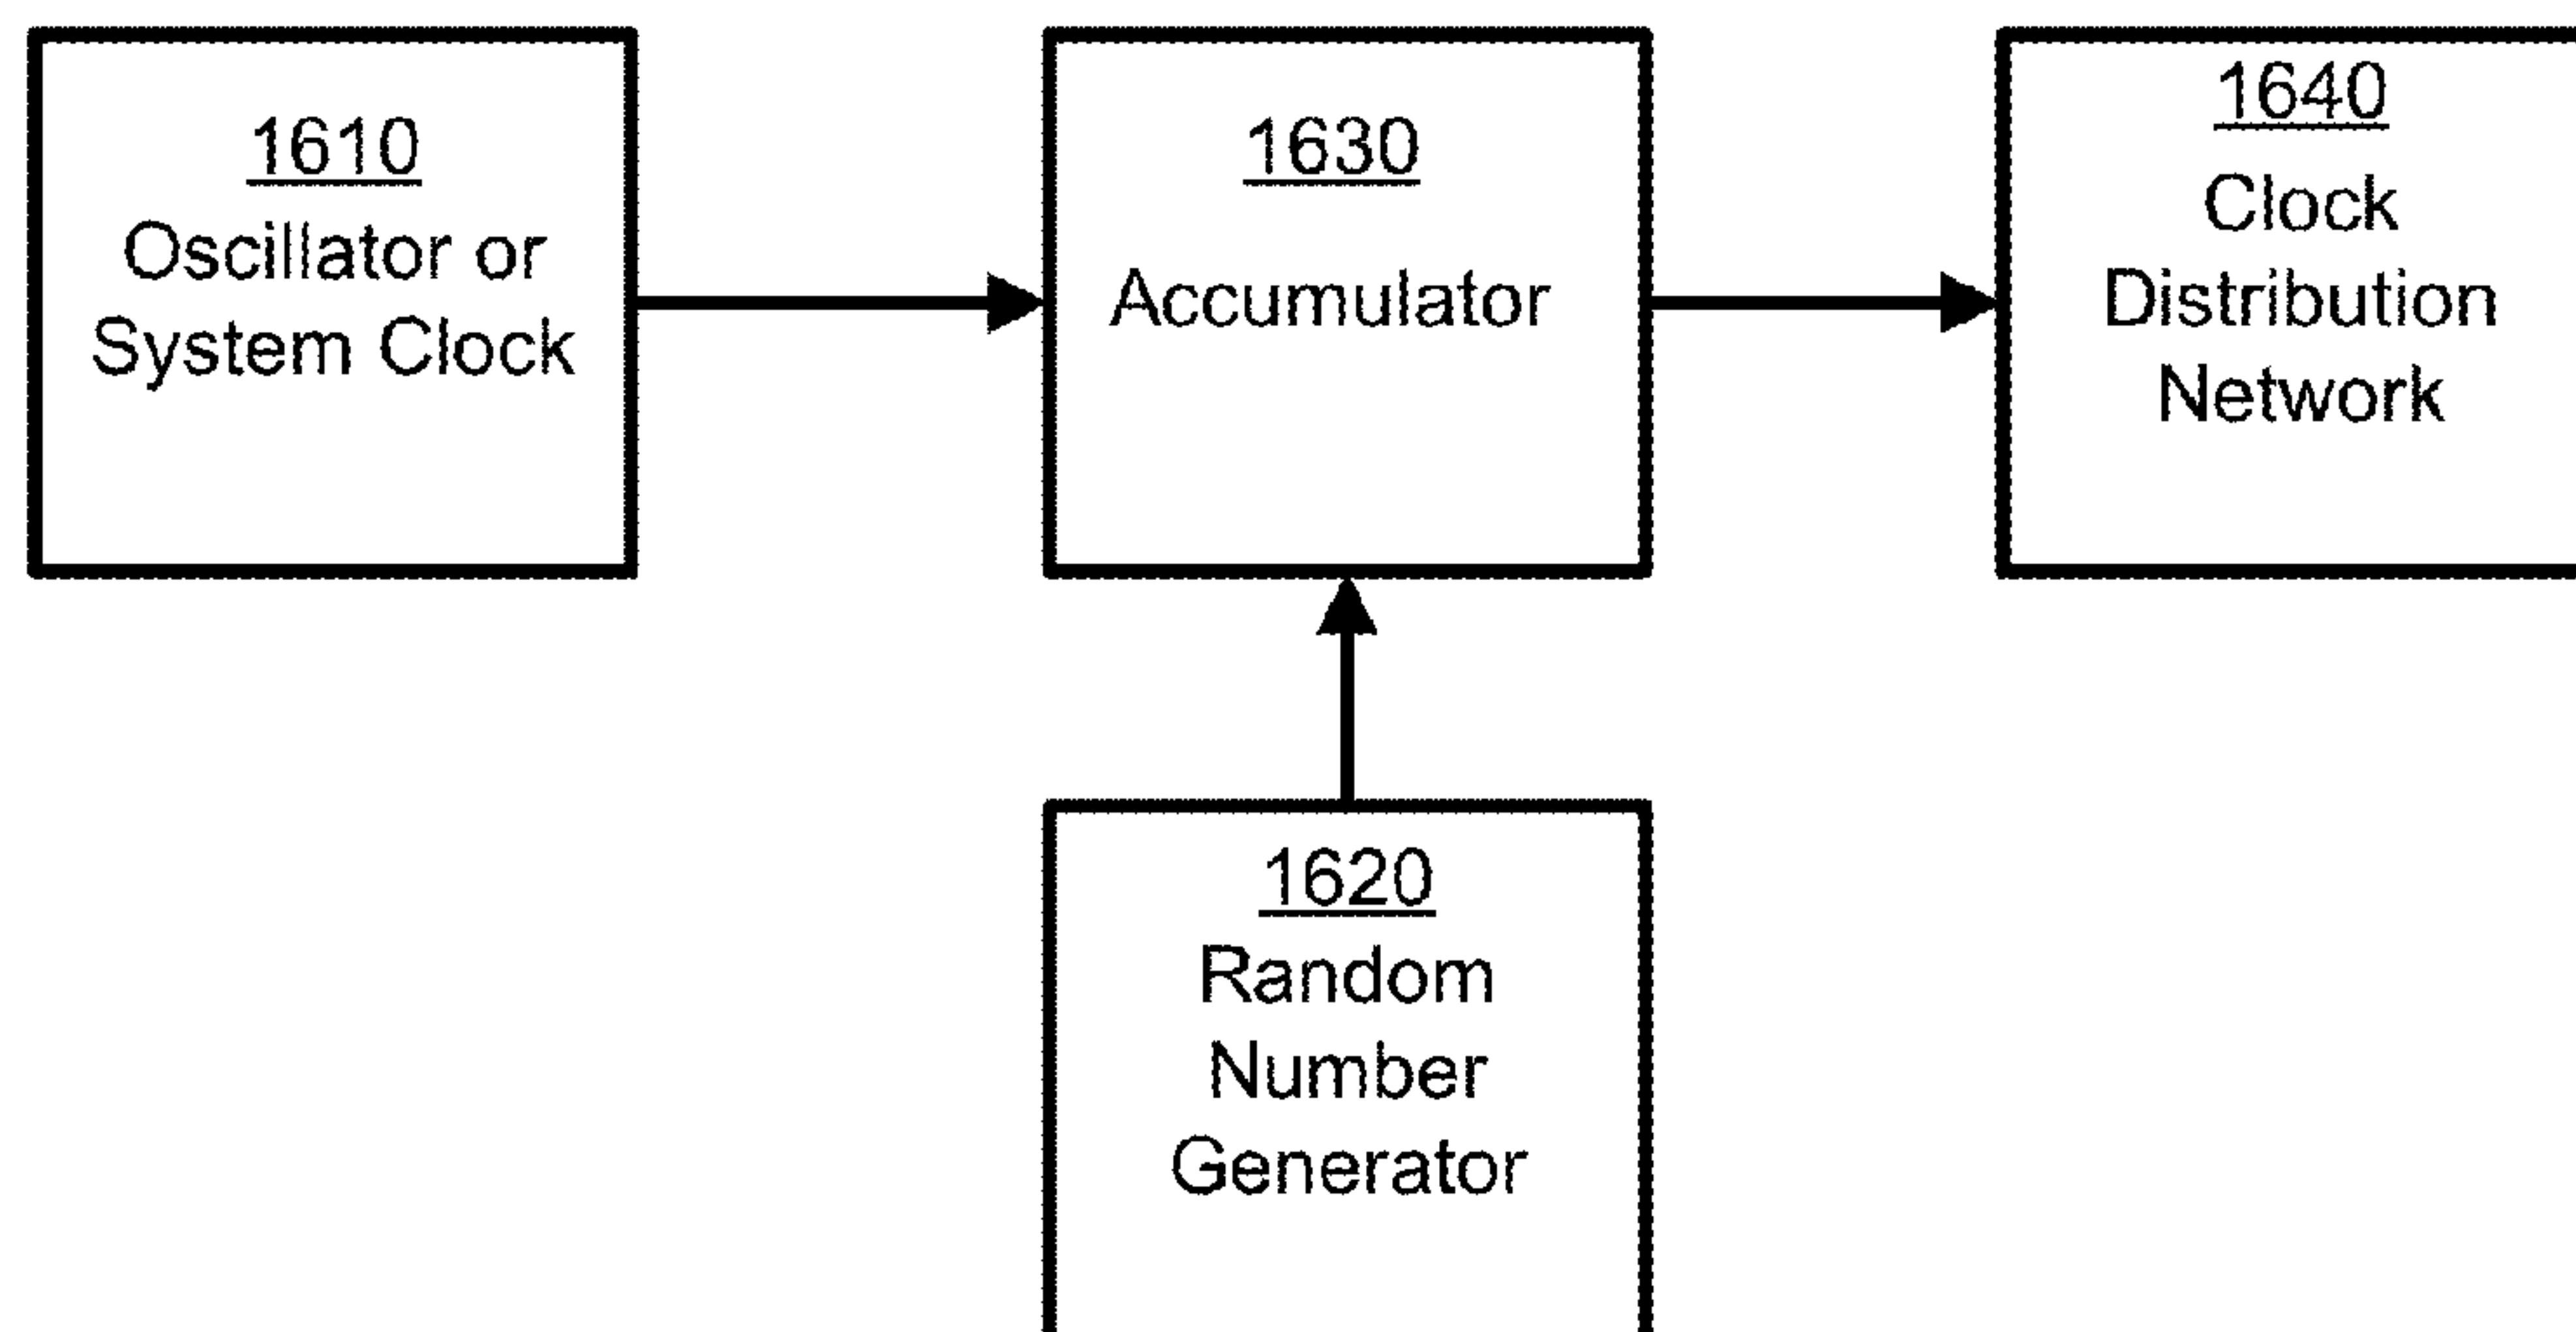 1610
Oscillator or
System Clock
1630
Accumulator
1640
Clock
Distribution
Network
1620
Random
Number
Generator